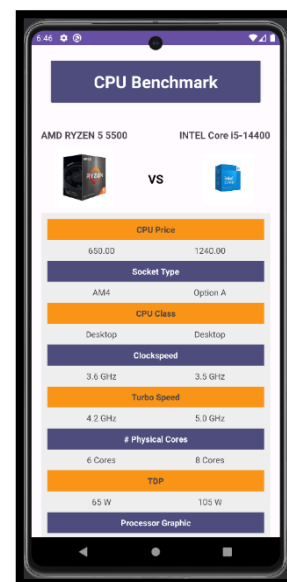 6:46
CPU Benchmark
AMD RYZEN 5 5500 INTEL Core i5-14400
RYZEN
VS
intel
CPU Price
650.00 1240.00
Socket Type
AM4 Option A
CPU Class
Desktop Desktop
Clockspeed
3.6 GHz 3.5 GHz
Turbo Speed
4.2 GHz 5.0 GHz
# Physical Cores
6 Cores 8 Cores
TDP
65 W 105 W
Processor Graphic